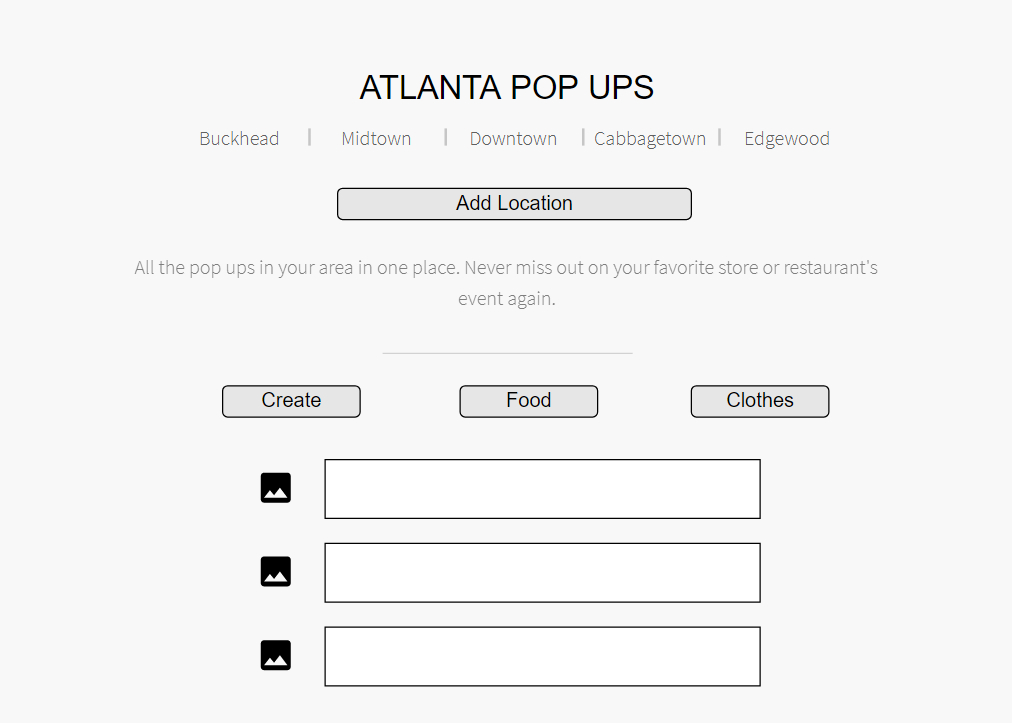 ATLANTA POP UPS
Buckhead | Midtown | Downtown | Cabbagetown | Edgewood
Add Location
All the pop ups in your area in one place. Never miss out on your favorite store or restaurant's
event again.
Create Food Clothes